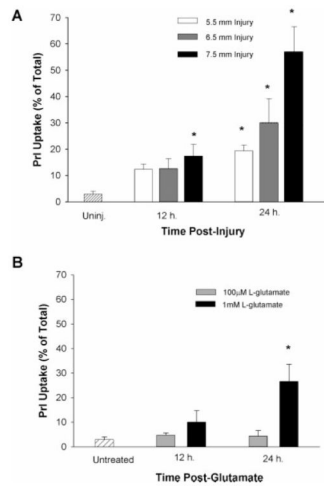 A
PrI Uptake (% of Total)
70
60
50
40
30
20
10
0
5.5 mm Injury
6.5 mm Injury
7.5 mm Injury
*
*
*
*
Uninj.
12 h.
24 h.
Time Post-Injury
B
PrI Uptake (% of Total)
70
60
50
40
30
20
10
0
100µM L-glutamate
1mM L-glutamate
*
Untreated
12 h.
24 h.
Time Post-Glutamate